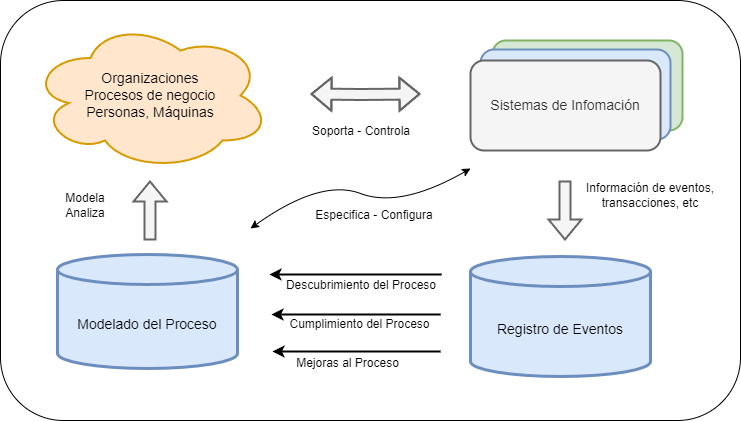 Organizaciones
Procesos de negocio
Personas, Máquinas
Soporta - Controla
Sistemas de Infomación
Modela
Analiza
Especifica - Configura
Información de eventos,
transacciones, etc
Modelado del Proceso
Descubrimiento del Proceso
Cumplimiento del Proceso
Mejoras al Proceso
Registro de Eventos